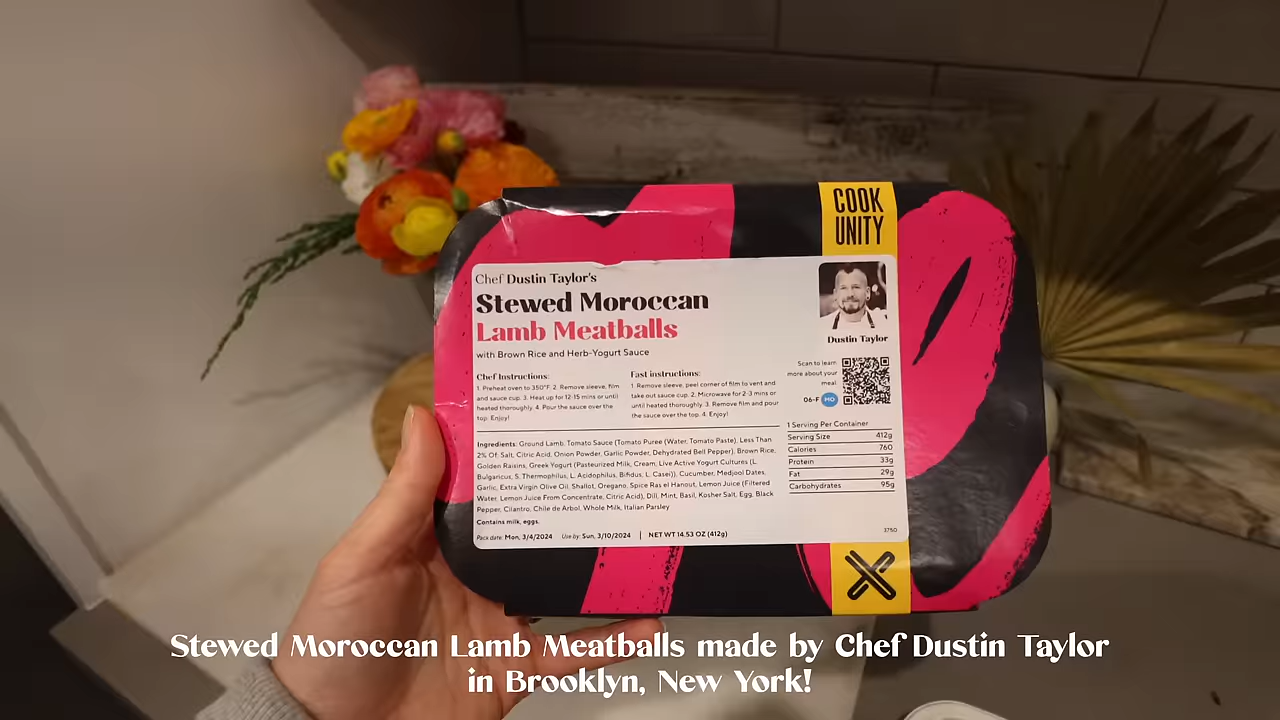 COOK
UNITY
Chef Dustin Taylor's
Stewed Moroccan
Lamb Meatballs
with Brown Rice and Herb-Yogurt Sauce
Dustin Taylor
Chef Instructions:
1. Preheat oven to 350°F. 2. Remove sleeve, film
and sauce cup. 3. Heat up for 12-15 mins or until
heated thoroughly. 4. Pour the sauce over the
top. Enjoy!
Fast instructions:
1. Remove sleeve, peel corner of film to vent and
take out sauce cup. 2. Microwave for 2-3 mins or
until heated thoroughly. 3. Remove film and pour
the sauce over the top. 4. Enjoy!
Scan to learn
more about your
meal
06-F MO
Ingredients: Ground Lamb, Tomato Sauce (Tomato Puree (Water, Tomato Paste), Less Than
2% Of: Salt, Citric Acid, Onion Powder, Garlic Powder, Dehydrated Bell Pepper), Brown Rice,
Golden Raisins, Greek Yogurt (Pasteurized Milk, Cream, Live Active Yogurt Cultures (L.
Bulgaricus, S. Thermophilus, L. Acidophilus, Bifidus, L. Casei)), Cucumber, Medjool Dates,
Garlic, Extra Virgin Olive Oil, Shallot, Oregano, Spice Ras el Hanout, Lemon Juice (Filtered
Water, Lemon Juice From Concentrate, Citric Acid), Dill, Mint, Basil, Kosher Salt, Egg, Black
Pepper, Cilantro, Chile de Arbol, Whole Milk, Italian Parsley
Contains milk, eggs.
Pack date: Mon, 3/4/2024 Use by: Sun, 3/10/2024 | NET WT 14.53 OZ (412g)
1 Serving Per Container
Serving Size 412g
Calories 760
Protein 33g
Fat 29g
Carbohydrates 95g
3750
Stewed Moroccan Lamb Meatballs made by Chef Dustin Taylor
in Brooklyn, New York!